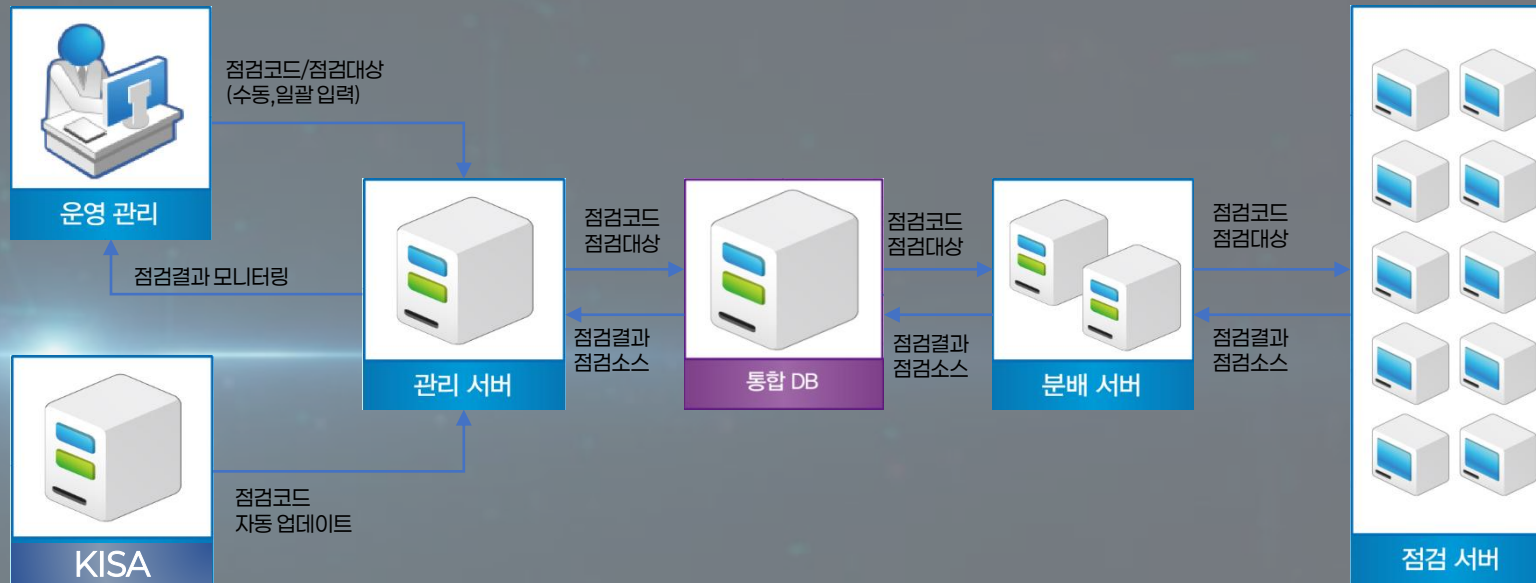 점검코드/점검대상
(수동,일괄 입력)
운영 관리
점검결과 모니터링
점검코드
자동 업데이트
KISA
관리 서버
점검코드
점검대상
점검결과
점검소스
통합 DB
점검코드
점검대상
점검결과
점검소스
분배 서버
점검코드
점검대상
점검결과
점검소스
점검 서버